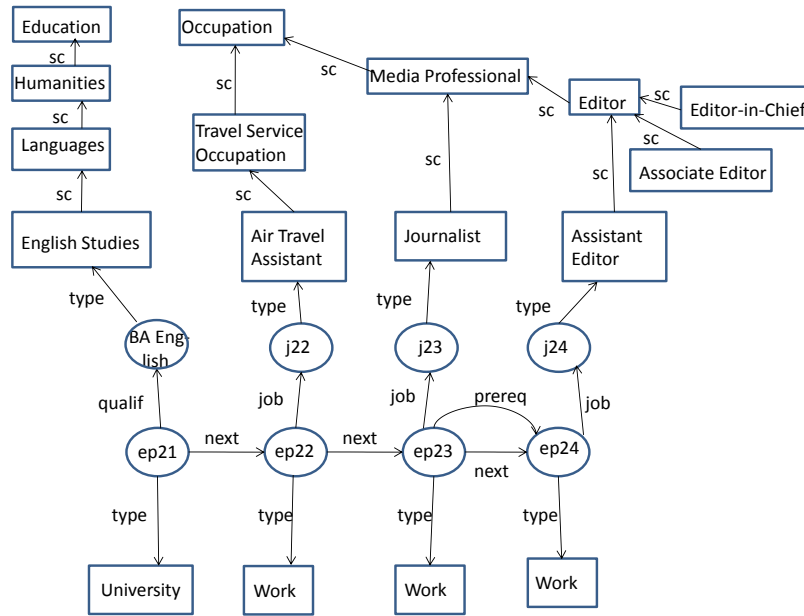 Education
Occupation
sc
sc
sc
Humanities
Media Professional
sc
Editor
sc
Editor-in-Chief
sc
Languages
Travel Service
Occupation
sc
Associate Editor
sc
sc
sc
sc
English Studies
Air Travel
Assistant
Journalist
Assistant
Editor
type
type
type
type
BA Eng-
lish
j22
j23
j24
qualif
job
job
prereq
job
ep21
next
ep22
next
ep23
next
ep24
type
type
type
type
University
Work
Work
Work